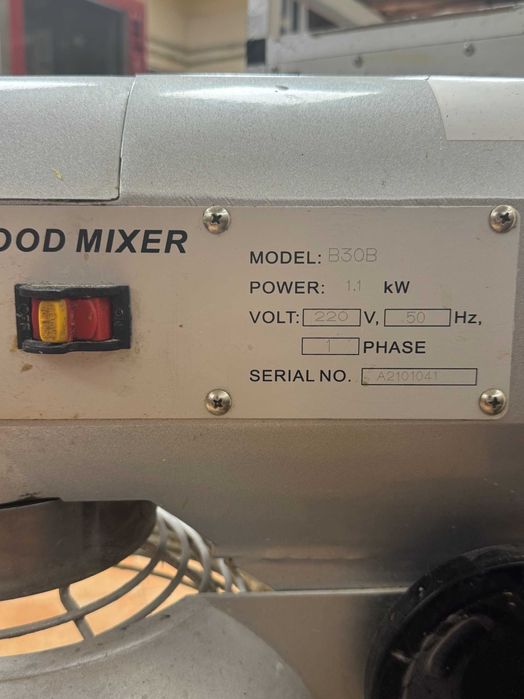 OOD MIXER
MODEL: B30B
POWER: 1.1 kW
VOLT: 220 V, 50 Hz,
1 PHASE
SERIAL NO. A2101041